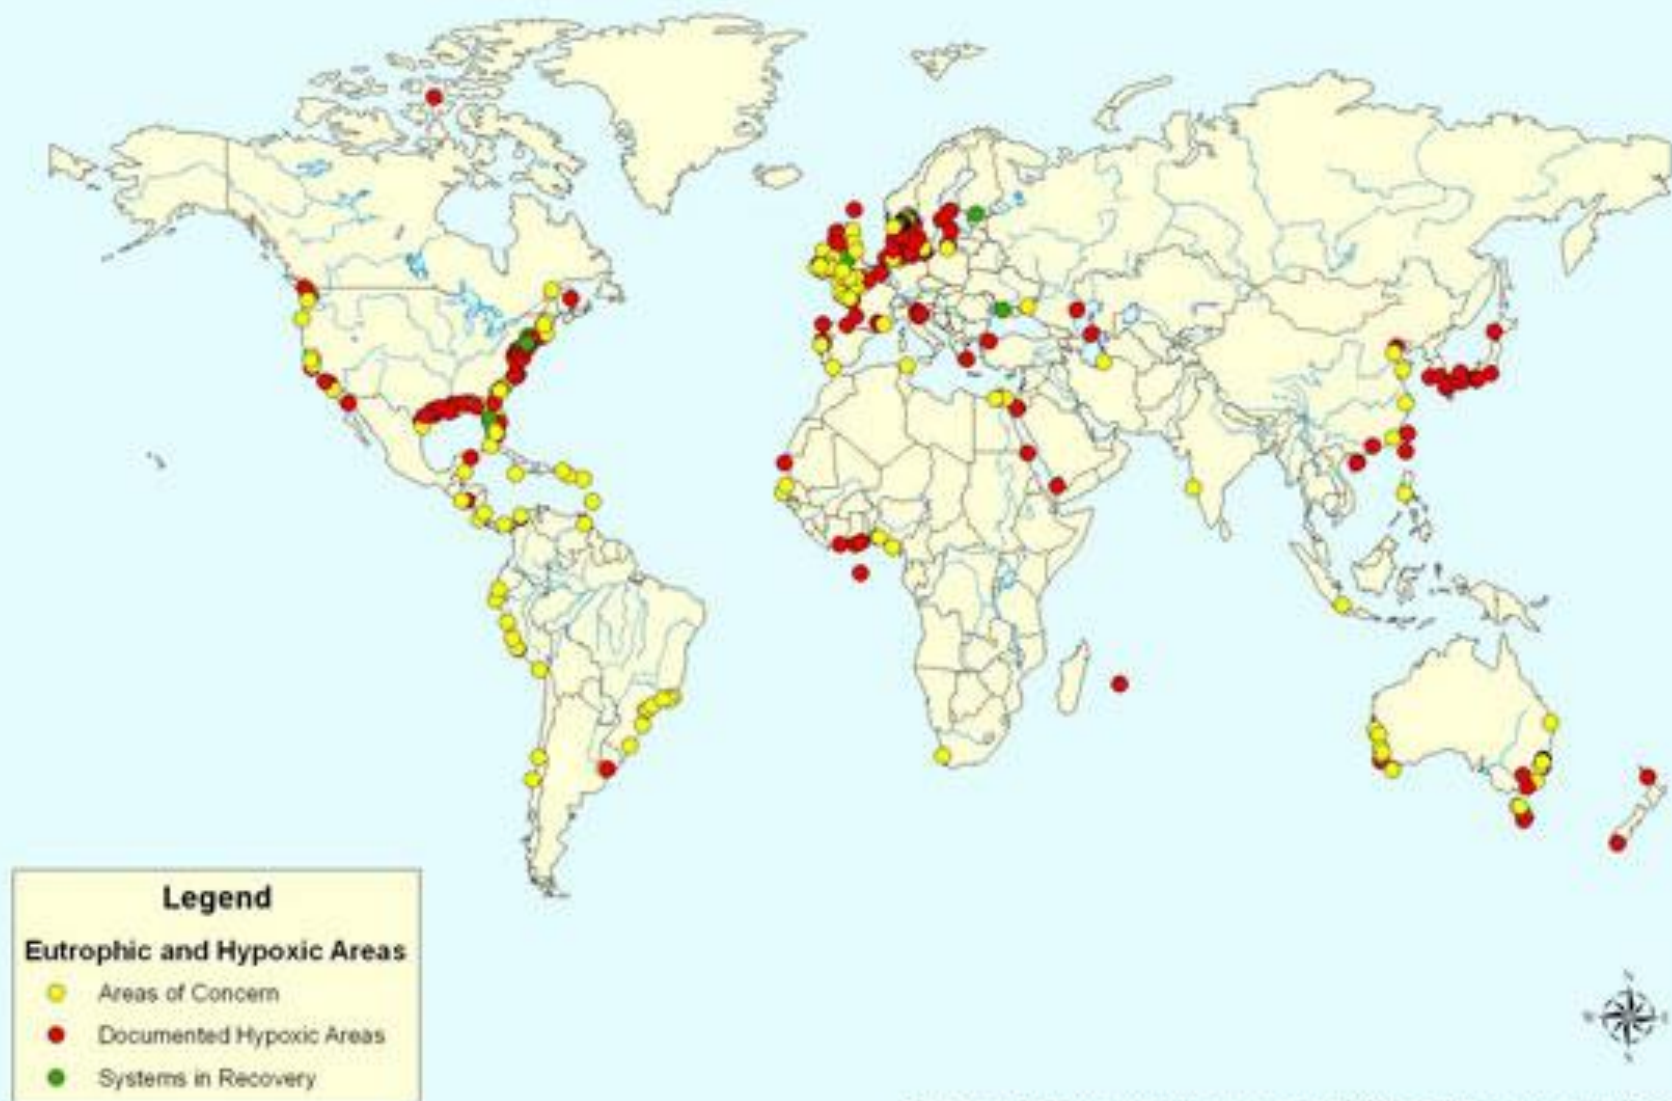 Legend
Eutrophic and Hypoxic Areas
Areas of Concern
Documented Hypoxic Areas
Systems in Recovery
N
W
E
S